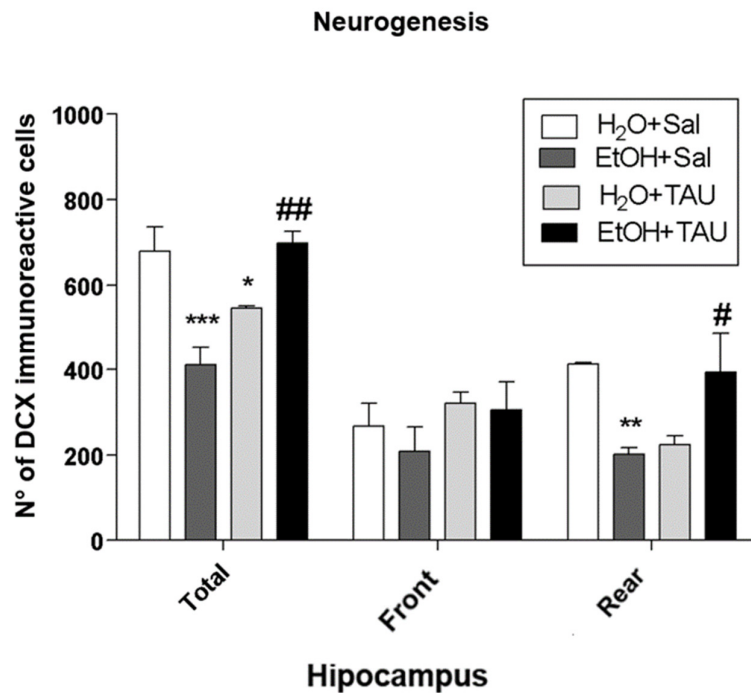 Neurogenesis
N° of DCX immunoreactive cells
1000
800
600
400
200
0
H₂O+Sal
EtOH+Sal
H₂O+TAU
EtOH+TAU
***
*
##
**
#
Total
Front
Rear
Hipocampus